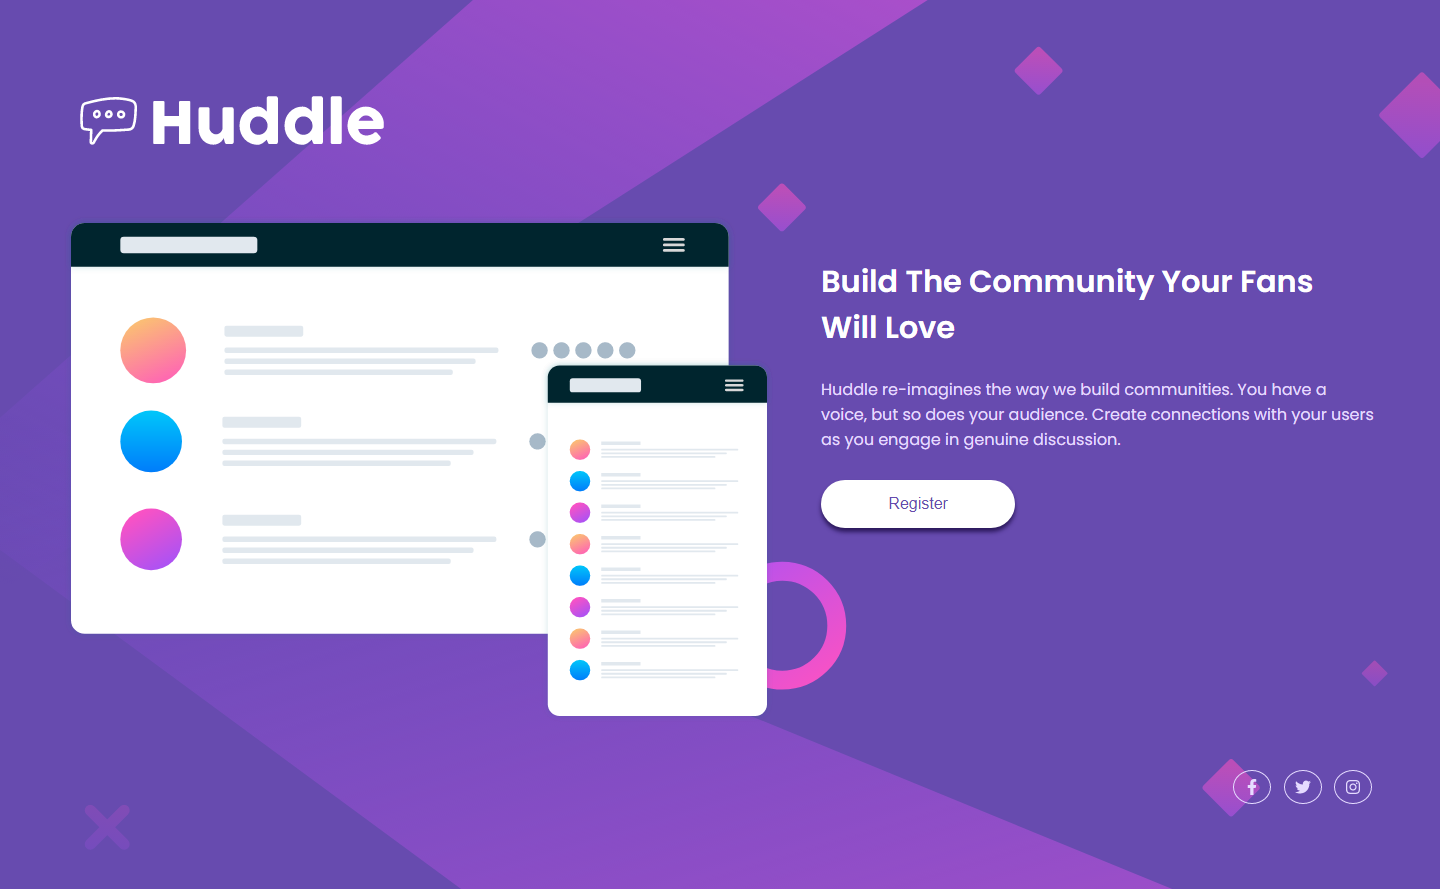 Huddle
Build The Community Your Fans
Will Love
Huddle re-imagines the way we build communities. You have a
voice, but so does your audience. Create connections with your users
as you engage in genuine discussion.
Register